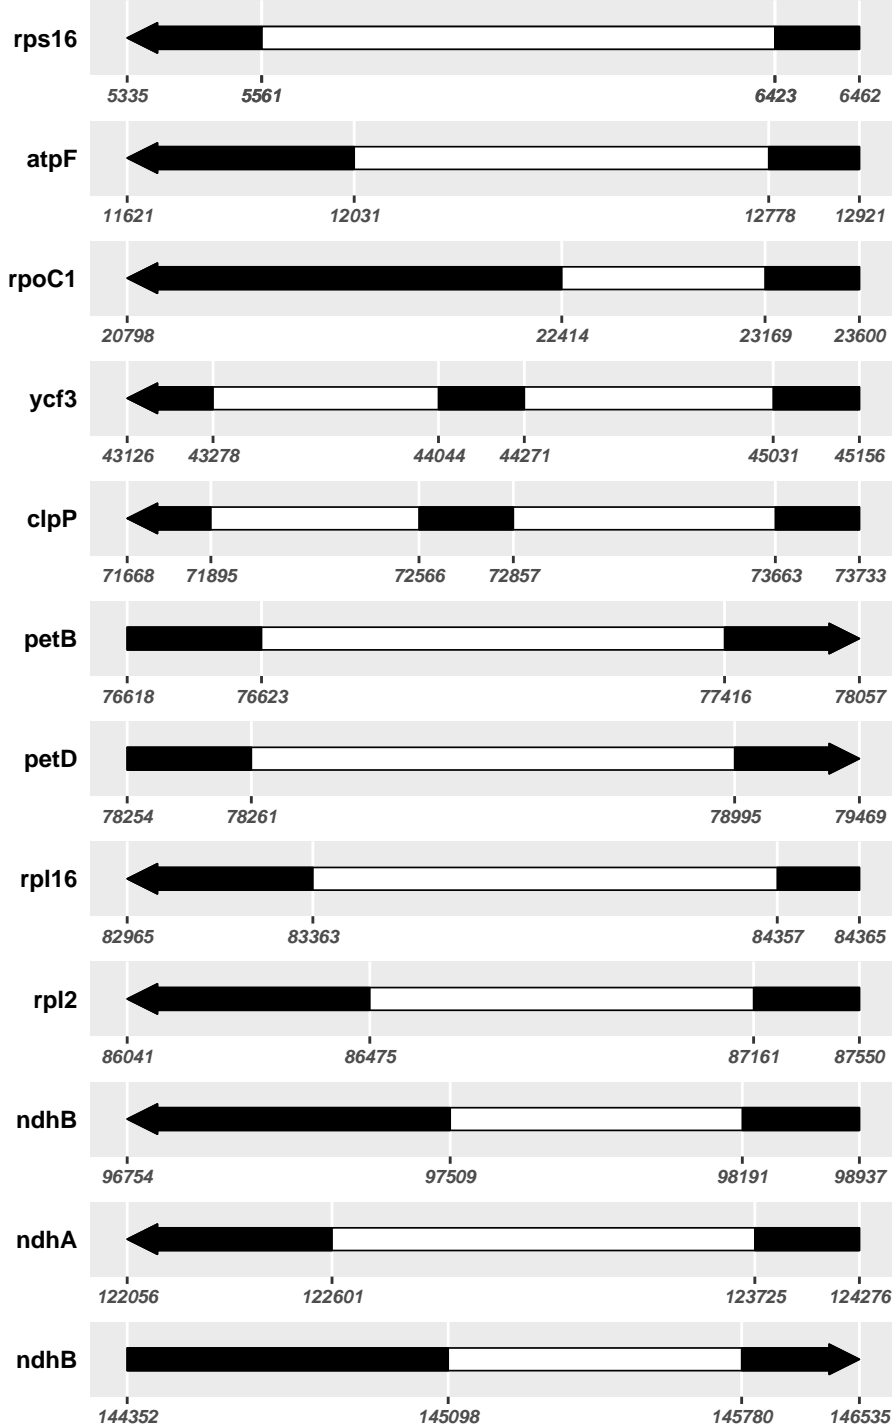 rps16
5335 5561 6423 6462
atpF
11621 12031 12778 12921
rpoC1
20798 22414 23169 23600
ycf3
43126 43278 44044 44271 45031 45156
clpP
71668 71895 72566 72857 73663 73733
petB
76618 76623 77416 78057
petD
78254 78261 78995 79469
rpl16
82965 83363 84357 84365
rpl2
86041 86475 87161 87550
ndhB
96754 97509 98191 98937
ndhA
122056 122601 123725 124276
ndhB
144352 145098 145780 146535